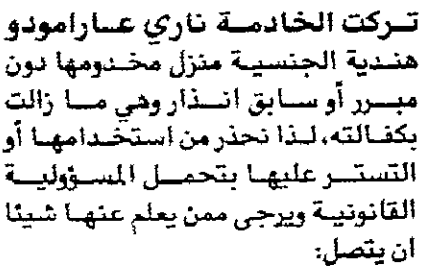 تركت الخادمة ناري عسارامودو
هندية الجنسية منزل مخدومها دون
مبرر أو سابق انذار وهي ما زالت
بكفالته، لذا نحذر من استخدامها أو
التستر عليها بتحمل المسؤولية
القانونية ويرجى ممن يعلم عنها شيئا
ان يتصل: